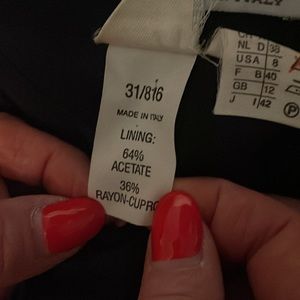 31/816
MADE IN ITALY
LINING:
64%
ACETATE
36%
RAYON-CUPRO
ITALY
NL D 38
USA 8
F B 40
GB 12
J I 42